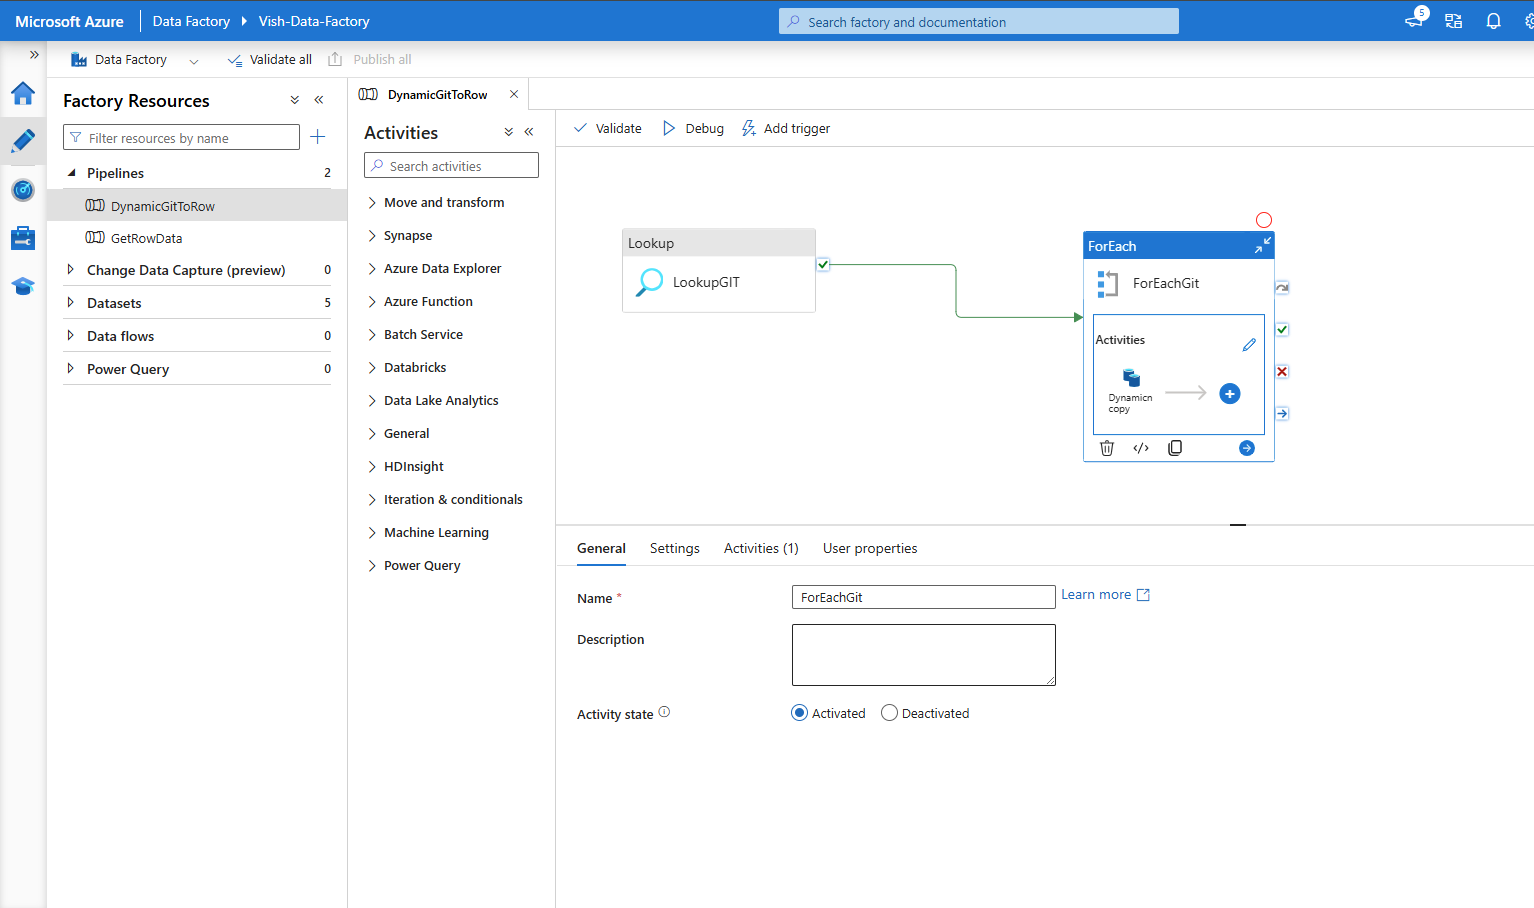 Microsoft Azure
Data Factory
Vish-Data-Factory
Search factory and documentation
5
Data Factory
Validate all
Publish all
Factory Resources
Filter resources by name
Pipelines
2
DynamicGitToRow
GetRowData
Change Data Capture (preview)
0
Datasets
5
Data flows
0
Power Query
0
DynamicGitToRow
Activities
Search activities
Move and transform
Synapse
Azure Data Explorer
Azure Function
Batch Service
Databricks
Data Lake Analytics
General
HDInsight
Iteration & conditionals
Machine Learning
Power Query
Validate
Debug
Add trigger
Lookup
LookupGIT
ForEach
ForEachGit
Activities
Dynamicn
copy
General
Settings
Activities (1)
User properties
Name *
ForEachGit
Learn more
Description
Activity state
Activated
Deactivated